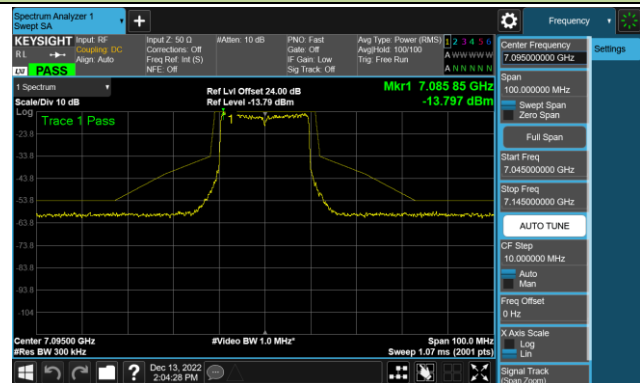 Spectrum Analyzer 1
Swept SA
+
Frequency
KEYSIGHT
RL
LXI PASS
Input: RF
Coupling: DC
Align: Auto
Input Z: 50 Ω
Corrections: Off
Freq Ref: Int (S)
NFE: Off
#Atten: 10 dB
PNO: Fast
Gate: Off
IF Gain: Low
Sig Track: Off
Avg Type: Power (RMS)
Avg|Hold: 100/100
Trig: Free Run
1 2 3 4 5 6
A W W W W W
A N N N N N
1 Spectrum
Scale/Div 10 dB
Ref Lvl Offset 24.00 dB
Ref Level -13.79 dBm
Mkr1 7.085 85 GHz
-13.797 dBm
Log
Trace 1 Pass
1
-23.8
-33.8
-43.8
-53.8
-63.8
-73.8
-83.8
-93.8
-104
Center 7.09500 GHz
#Res BW 300 kHz
#Video BW 1.0 MHz*
Span 100.0 MHz
Sweep 1.07 ms (2001 pts)
Dec 13, 2022
2:04:28 PM
Center Frequency
7.095000000 GHz
Settings
Span
100.000000 MHz
Swept Span
Zero Span
Full Span
Start Freq
7.045000000 GHz
Stop Freq
7.145000000 GHz
AUTO TUNE
CF Step
10.000000 MHz
Auto
Man
Freq Offset
0 Hz
X Axis Scale
Log
Lin
Signal Track
(Span Zoom)